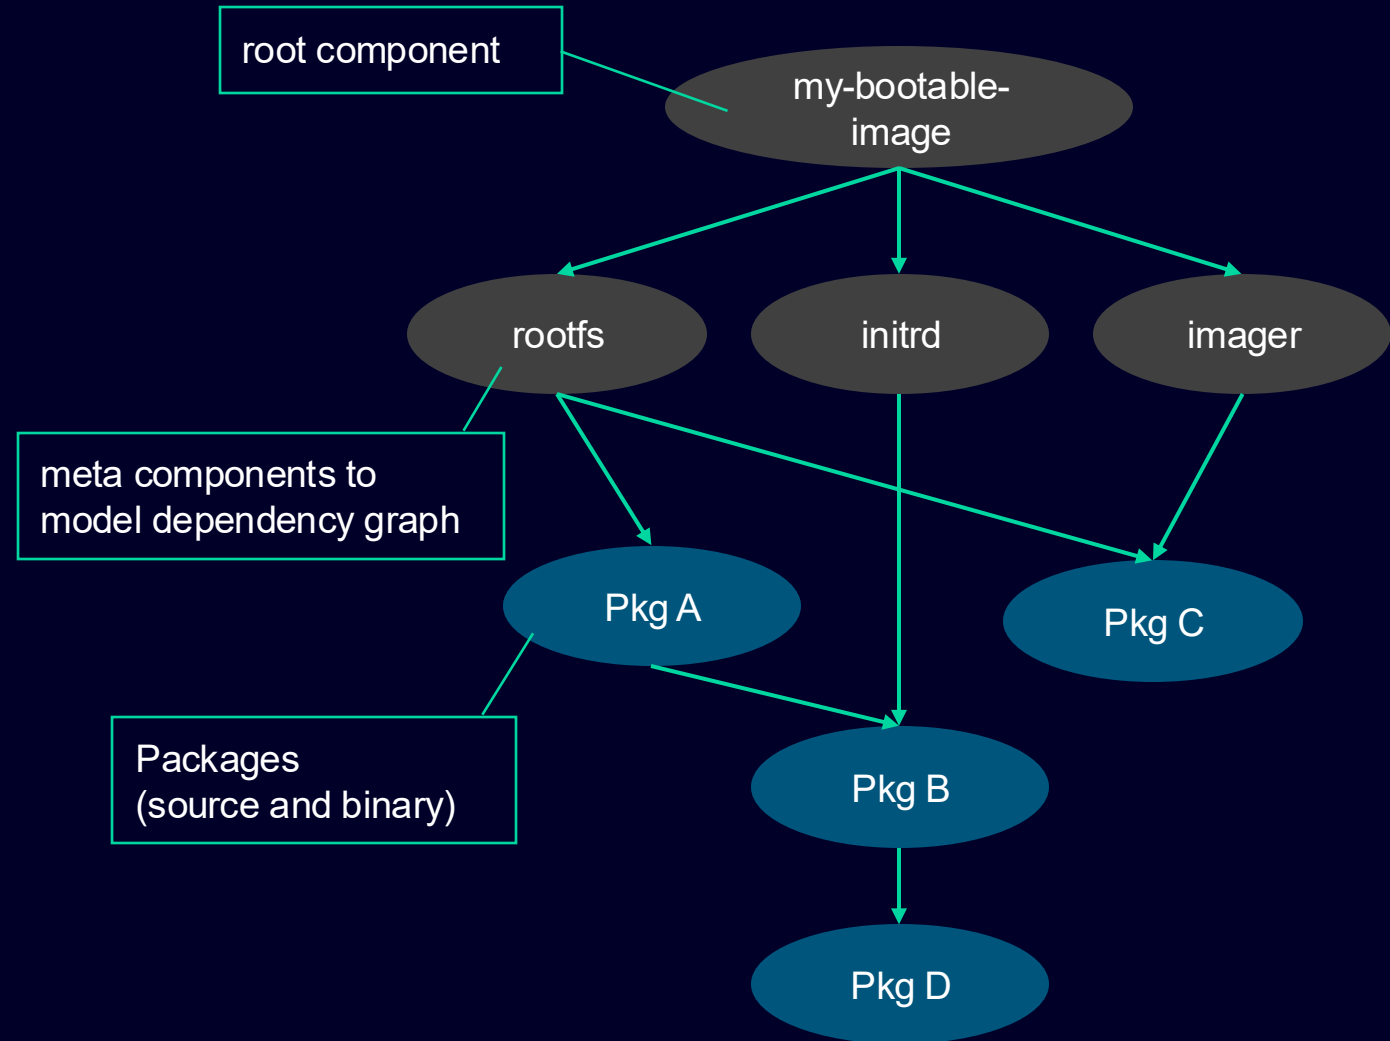 root component
my-bootable-
image
rootfs
initrd
imager
meta components to
model dependency graph
Pkg A
Pkg C
Packages
(source and binary)
Pkg B
Pkg D